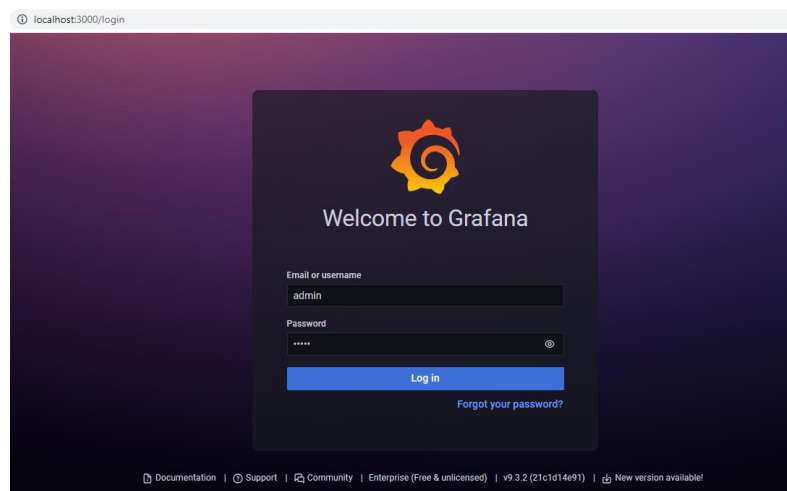 localhost:3000/login
Welcome to Grafana
Email or username
admin
Password
•••••
Log in
Forgot your password?
Documentation | Support | Community | Enterprise (Free & unlicensed) | v9.3.2 (21c1d14e91) | New version available!